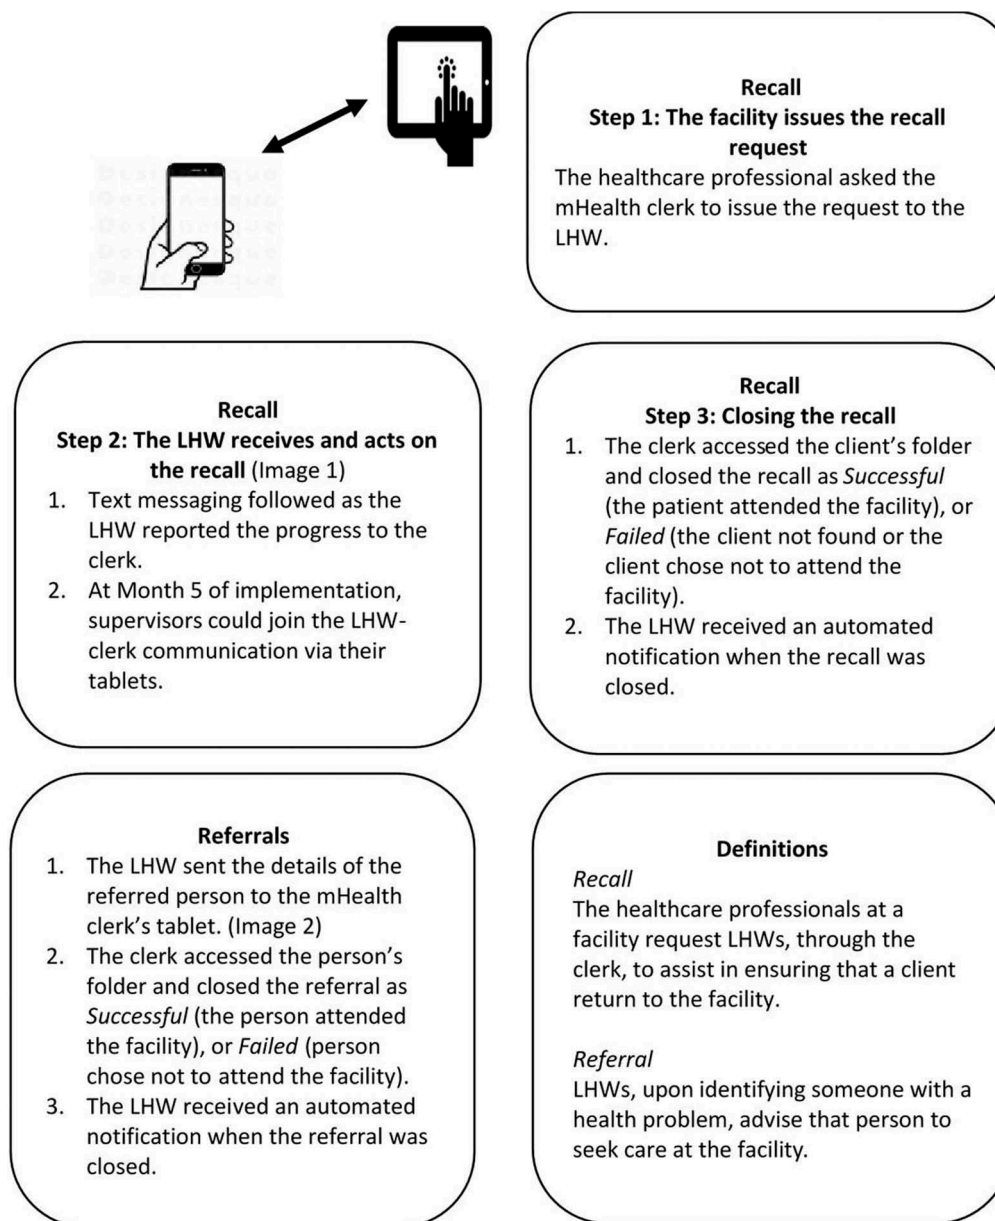 Recall
Step 1: The facility issues the recall
request
The healthcare professional asked the
mHealth clerk to issue the request to the
LHW.
Recall
Step 2: The LHW receives and acts on
the recall (Image 1)
1. Text messaging followed as the
LHW reported the progress to the
clerk.
2. At Month 5 of implementation,
supervisors could join the LHW-
clerk communication via their
tablets.
Recall
Step 3: Closing the recall
1. The clerk accessed the client's folder
and closed the recall as Successful
(the patient attended the facility), or
Failed (the client not found or the
client chose not to attend the
facility).
2. The LHW received an automated
notification when the recall was
closed.
Referrals
1. The LHW sent the details of the
referred person to the mHealth
clerk's tablet. (Image 2)
2. The clerk accessed the person's
folder and closed the referral as
Successful (the person attended
the facility), or Failed (person
chose not to attend the facility).
3. The LHW received an automated
notification when the referral was
closed.
Definitions
Recall
The healthcare professionals at a
facility request LHWs, through the
clerk, to assist in ensuring that a client
return to the facility.
Referral
LHWs, upon identifying someone with a
health problem, advise that person to
seek care at the facility.